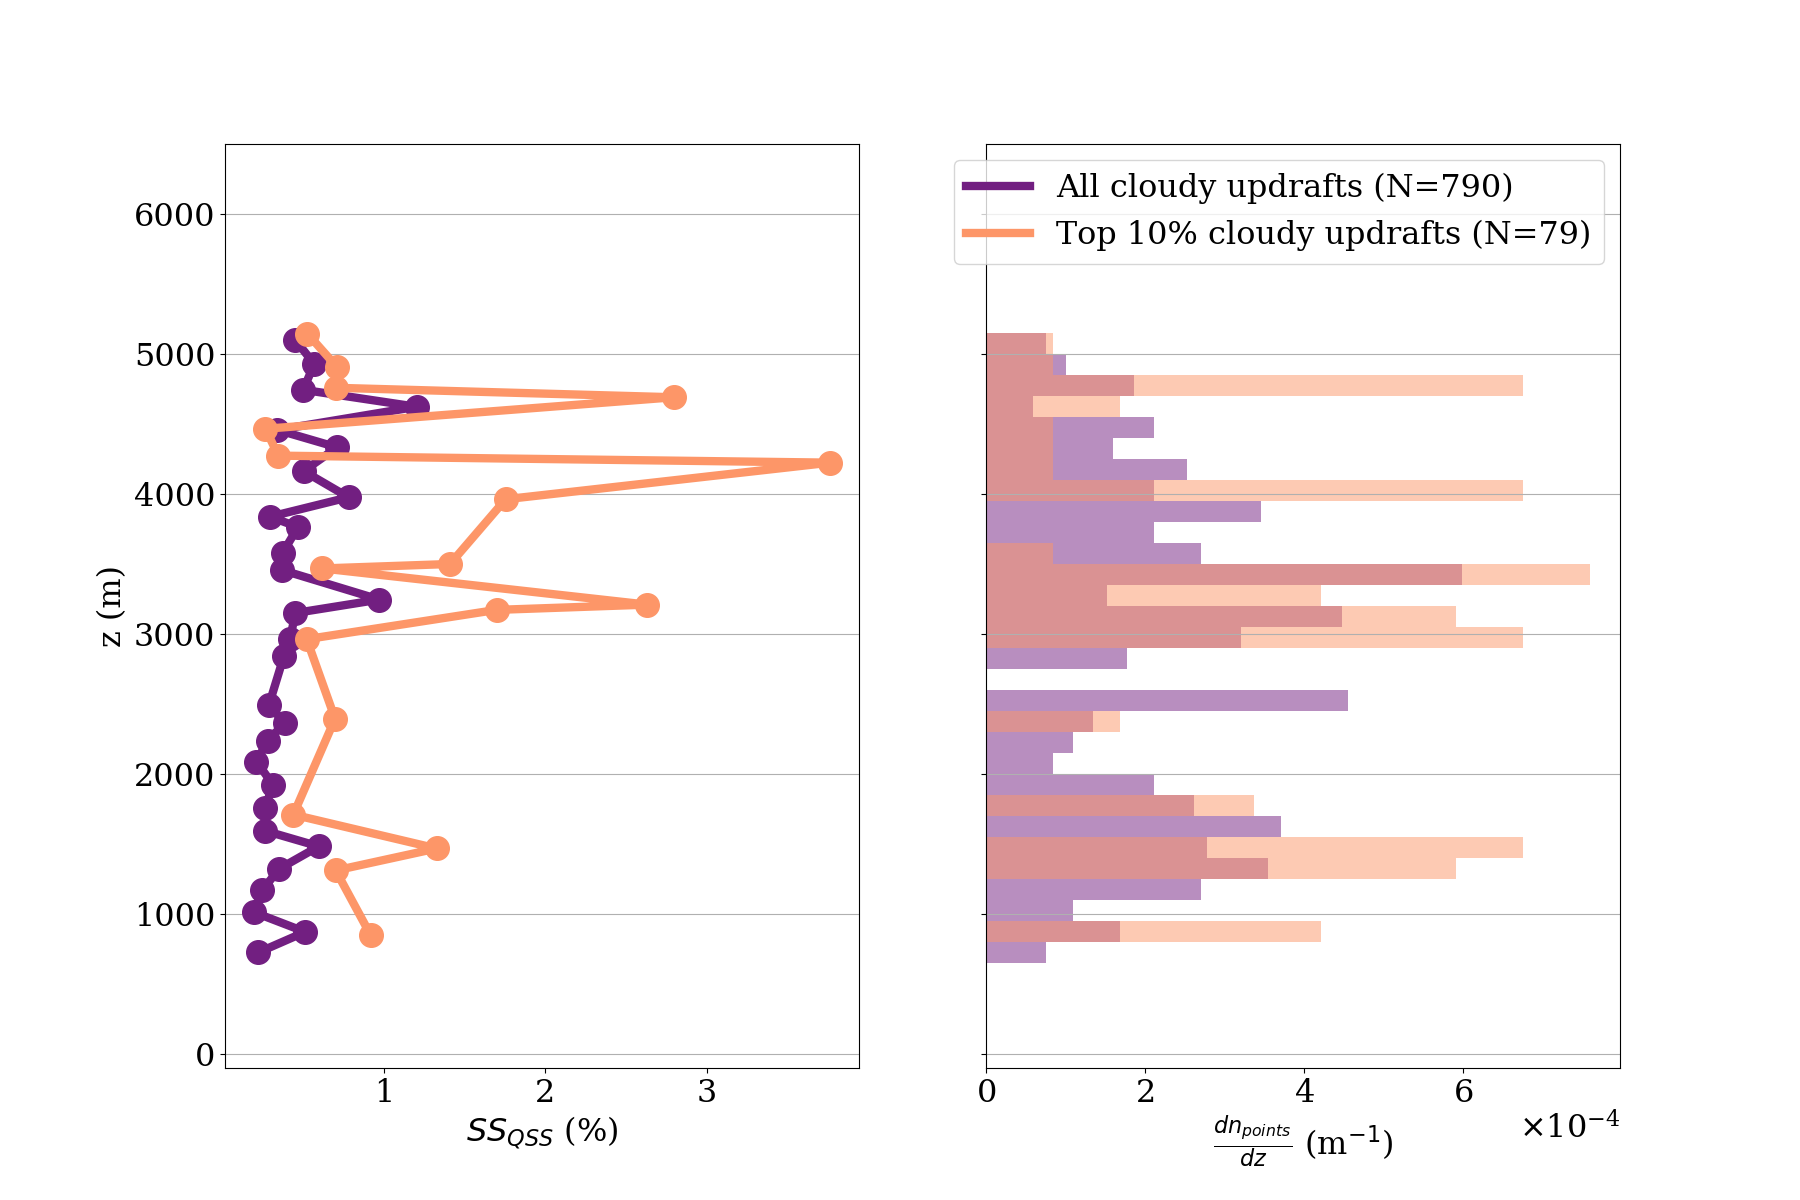 All cloudy updrafts (N=790)
Top 10% cloudy updrafts (N=79)
6000
5000
4000
3000
2000
1000
0
z (m)
1 2 3
SS_QSS (%)
0 2 4 6
×10⁻⁴
dn_points/dz (m⁻¹)